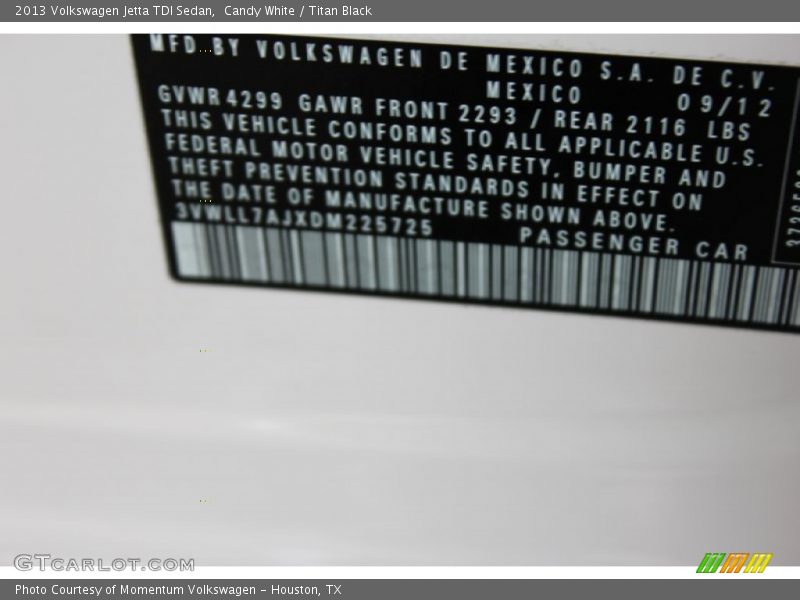 2013 Volkswagen Jetta TDI Sedan, Candy White / Titan Black
MFD. BY VOLKSWAGEN DE MEXICO S.A. DE C.V.
MEXICO 09/12
GVWR 4299 GAWR FRONT 2293 / REAR 2116 LBS
THIS VEHICLE CONFORMS TO ALL APPLICABLE U.S.
FEDERAL MOTOR VEHICLE SAFETY, BUMPER AND
THEFT PREVENTION STANDARDS IN EFFECT ON
THE DATE OF MANUFACTURE SHOWN ABOVE.
3VWLL7AJXDM225725 PASSENGER CAR
GTCARLOT.COM
Photo Courtesy of Momentum Volkswagen - Houston, TX